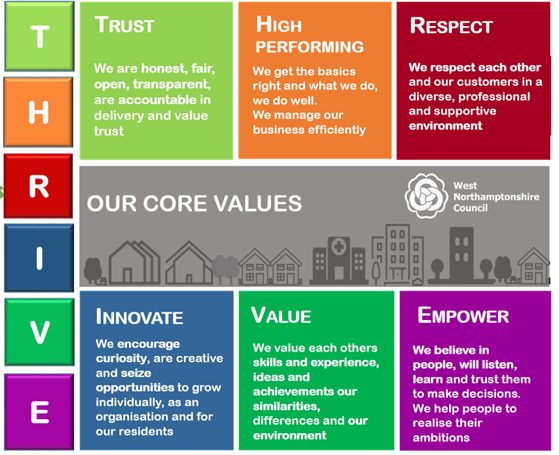 T
H
R
I
V
E
TRUST
We are honest, fair,
open, transparent,
are accountable in
delivery and value
trust
HIGH
PERFORMING
We get the basics
right and what we do,
we do well.
We manage our
business efficiently
RESPECT
We respect each other
and our customers in a
diverse, professional
and supportive
environment
OUR CORE VALUES
West
Northamptonshire
Council
INNOVATE
We encourage
curiosity, are creative
and seize
opportunities to grow
individually, as an
organisation and for
our residents
VALUE
We value each others
skills and experience,
ideas and
achievements our
similarities,
differences and our
environment
EMPOWER
We believe in
people, will listen,
learn and trust them
to make decisions.
We help people to
realise their
ambitions